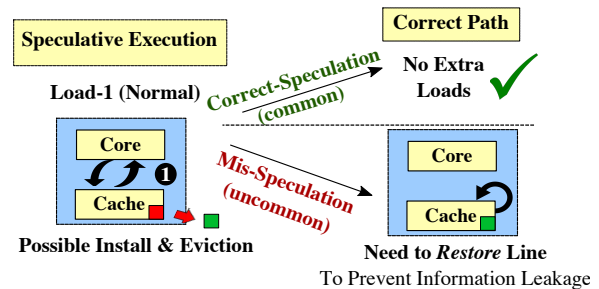 Speculative Execution
Correct Path
Load-1 (Normal)
Correct-Speculation
(common)
No Extra
Loads
Core
1
Cache
Mis-Speculation
(uncommon)
Core
Cache
Possible Install & Eviction
Need to Restore Line
To Prevent Information Leakage